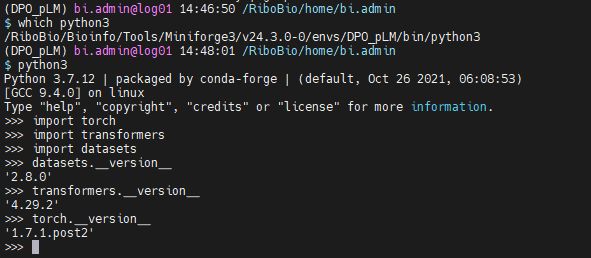 (DPO_pLM) bi.admin@log01 14:46:50 /RiboBio/home/bi.admin
$ which python3
/RiboBio/Bioinfo/Tools/Miniforge3/v24.3.0-0/envs/DPO_pLM/bin/python3
(DPO_pLM) bi.admin@log01 14:48:01 /RiboBio/home/bi.admin
$ python3
Python 3.7.12 | packaged by conda-forge | (default, Oct 26 2021, 06:08:53)
[GCC 9.4.0] on linux
Type "help", "copyright", "credits" or "license" for more information.
>>> import torch
>>> import transformers
>>> import datasets
>>> datasets.__version__
'2.8.0'
>>> transformers.__version__
'4.29.2'
>>> torch.__version__
'1.7.1.post2'
>>>